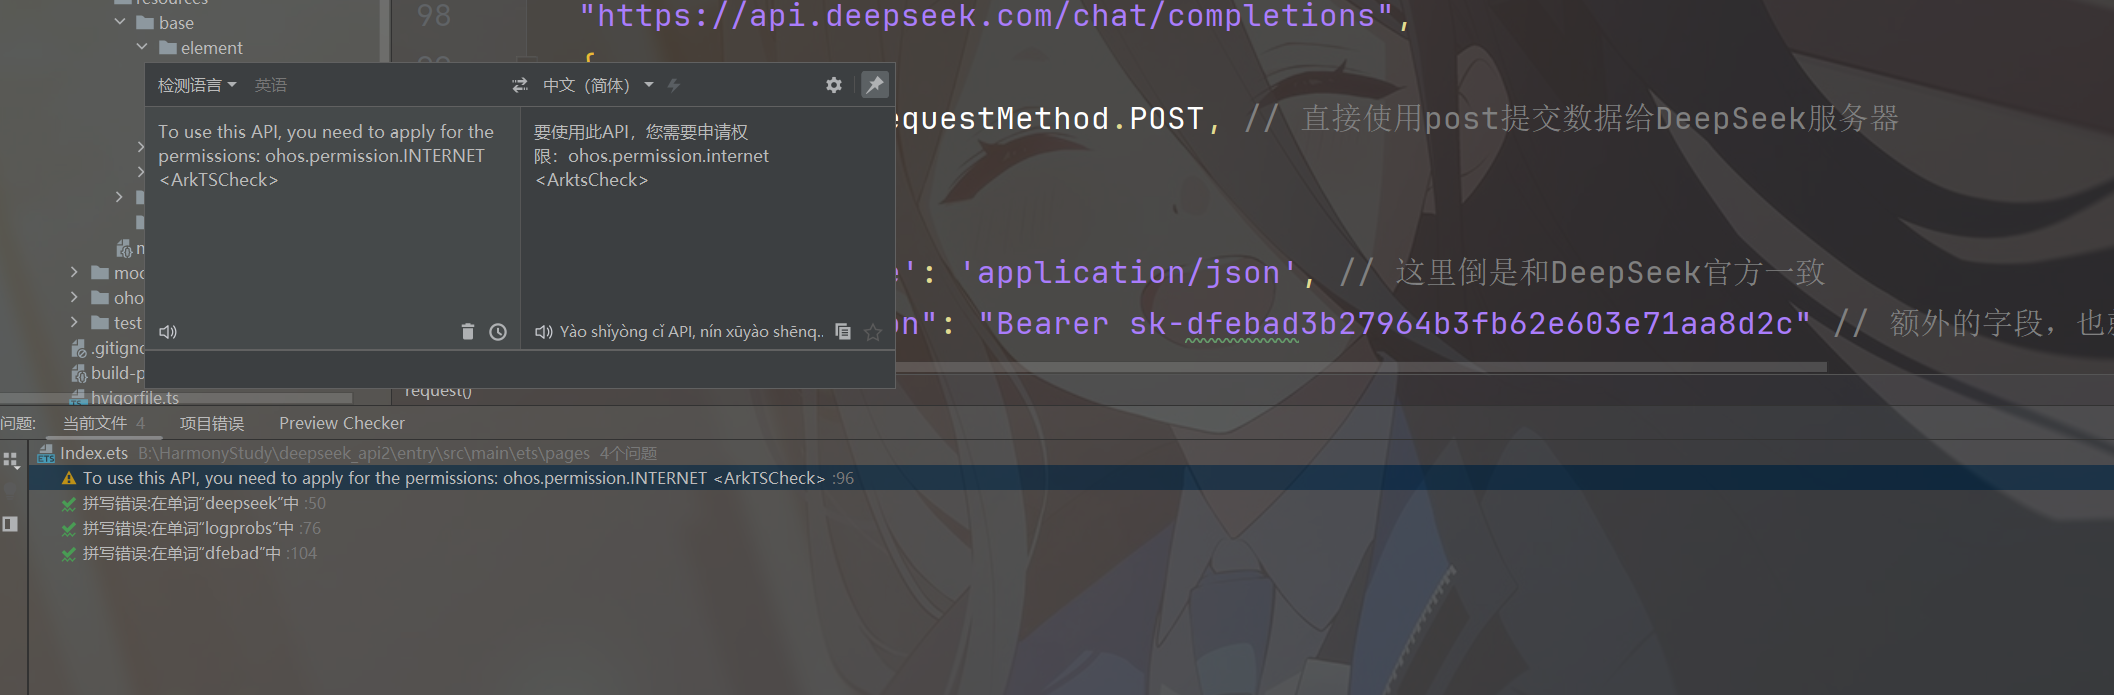 resources
98
"https://api.deepseek.com/chat/completions",
base
element
{
检测语言
英语
中文（简体）
equestMethod.POST, // 直接使用post提交数据给DeepSeek服务器
To use this API, you need to apply for the
permissions: ohos.permission.INTERNET
<ArkTSCheck>
要使用此API，您需要申请权
限：ohos.permission.internet
<ArktsCheck>
e': 'application/json', // 这里倒是和DeepSeek官方一致
moc
oho
test
on": "Bearer sk-dfebad3b27964b3fb62e603e71aa8d2c" // 额外的字段，也就
Yào shǐyòng cǐ API, nín xūyào shēnq..
.gitigno
build-p
hvigorfile.ts
request()
问题:
当前文件 4
项目错误
Preview Checker
Index.ets B:\HarmonyStudy\deepseek_api2\entry\src\main\ets\pages 4个问题
To use this API, you need to apply for the permissions: ohos.permission.INTERNET <ArkTSCheck> :96
拼写错误:在单词"deepseek"中 :50
拼写错误:在单词"logprobs"中 :76
拼写错误:在单词"dfebad"中 :104